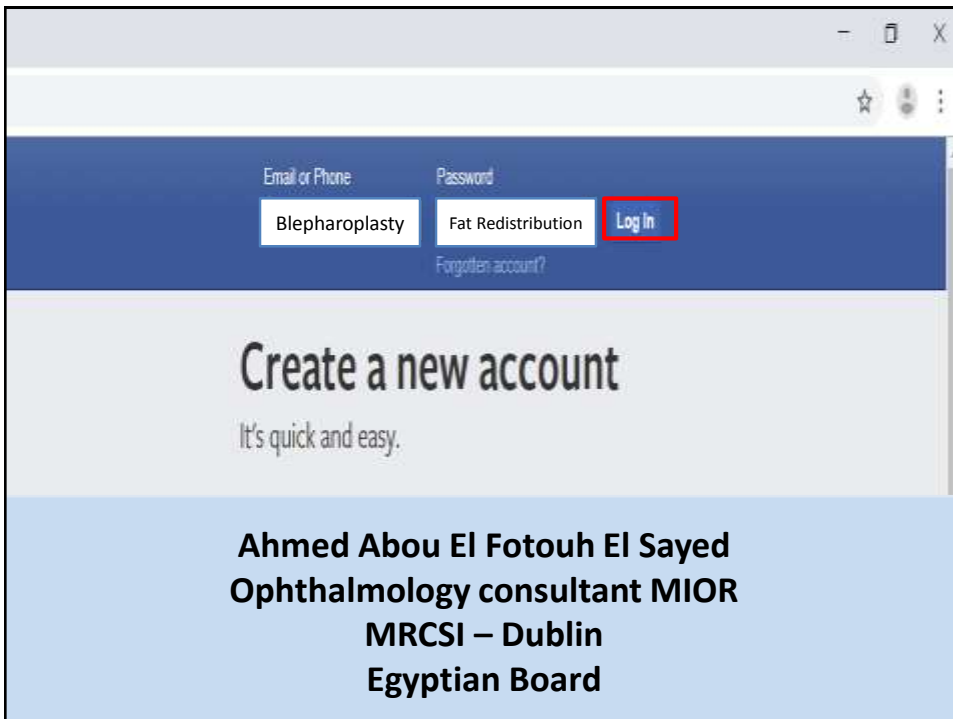 Email or Phone Password
Blepharoplasty Fat Redistribution Log In
Forgotten account?
Create a new account
It's quick and easy.
Ahmed Abou El Fotouh El Sayed
Ophthalmology consultant MIOR
MRCSI – Dublin
Egyptian Board